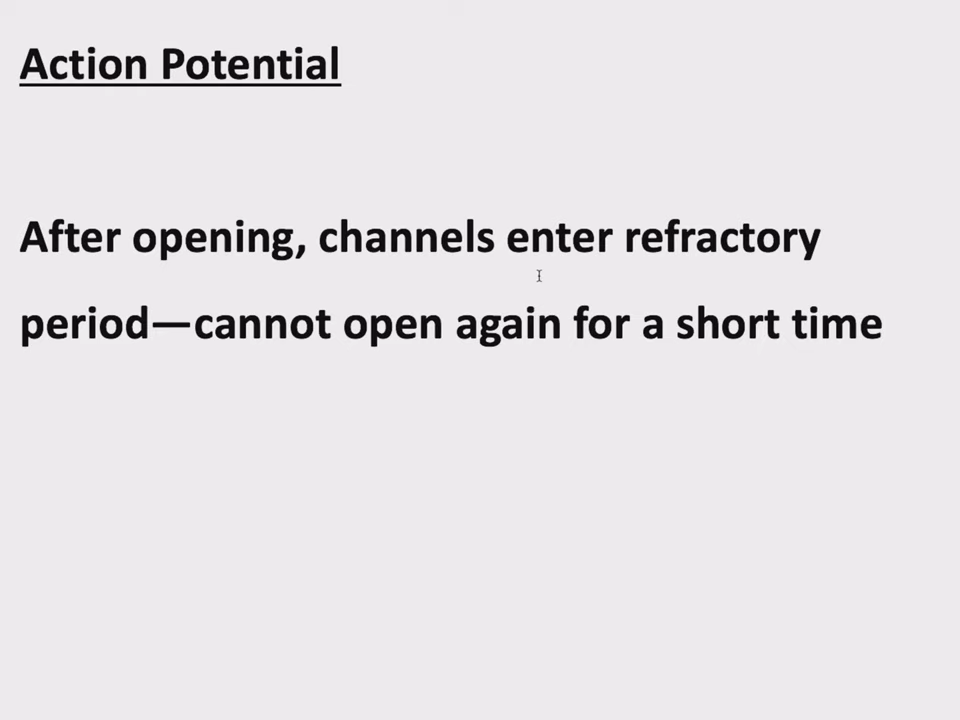 Action Potential
After opening, channels enter refractory
period—cannot open again for a short time